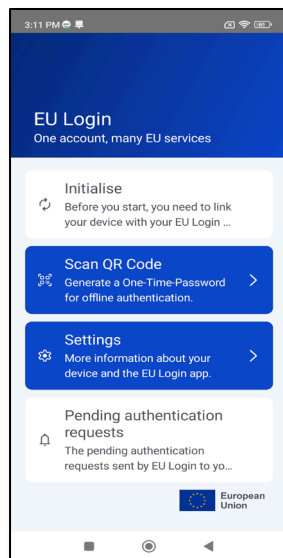 3:11 PM
EU Login
One account, many EU services
Initialise
Before you start, you need to link
your device with your EU Login ...
Scan QR Code
Generate a One-Time-Password
for offline authentication.
Settings
More information about your
device and the EU Login app.
Pending authentication
requests
The pending authentication
requests sent by EU Login to yo...
European
Union